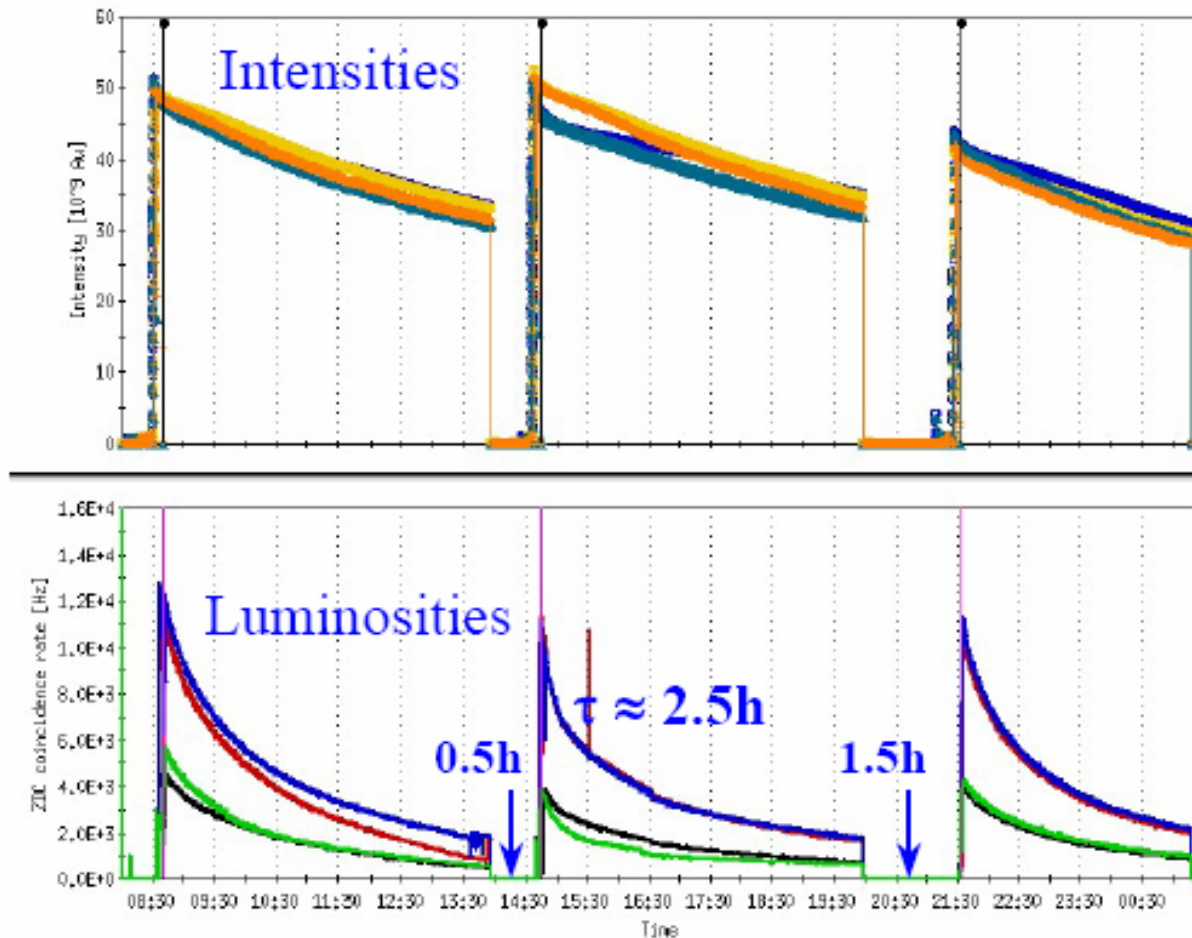 60
50
40
30
20
10
0
Intensity [10^9 Au]
Intensities
1.6E+4
1.4E+4
1.2E+4
1.0E+4
8.0E+3
6.0E+3
4.0E+3
2.0E+3
0.0E+0
ZDC coincidence rate [Hz]
Luminosities
τ ≈ 2.5h
0.5h
1.5h
08:30 09:30 10:30 11:30 12:30 13:30 14:30 15:30 16:30 17:30 18:30 19:30 20:30 21:30 22:30 23:30 00:30
Time